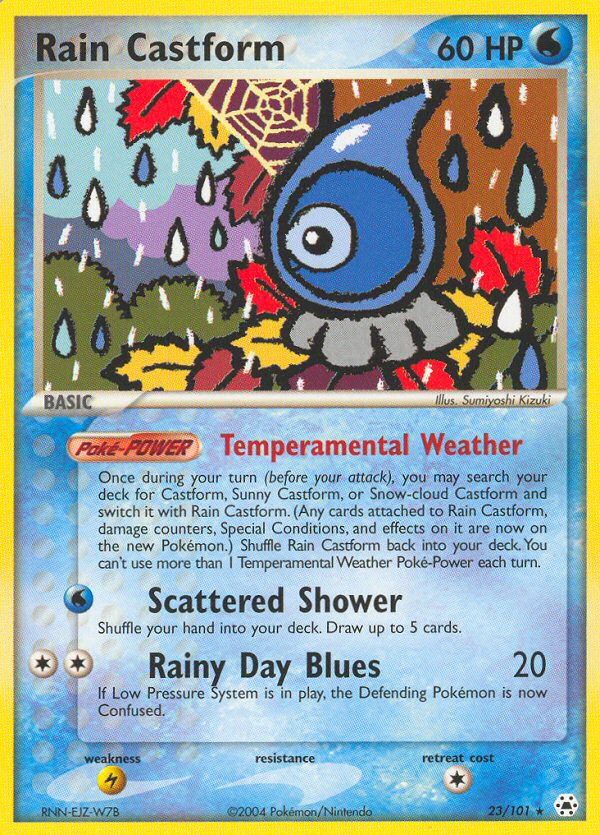 Rain Castform 60 HP
BASIC
Illus. Sumiyoshi Kizuki
Poké-POWER Temperamental Weather
Once during your turn (before your attack), you may search your
deck for Castform, Sunny Castform, or Snow-cloud Castform and
switch it with Rain Castform. (Any cards attached to Rain Castform,
damage counters, Special Conditions, and effects on it are now on
the new Pokémon.) Shuffle Rain Castform back into your deck. You
can't use more than 1 Temperamental Weather Poké-Power each turn.
Scattered Shower
Shuffle your hand into your deck. Draw up to 5 cards.
Rainy Day Blues 20
If Low Pressure System is in play, the Defending Pokémon is now
Confused.
weakness resistance retreat cost
RNN-EJZ-W7B ©2004 Pokémon/Nintendo 23/101 ★